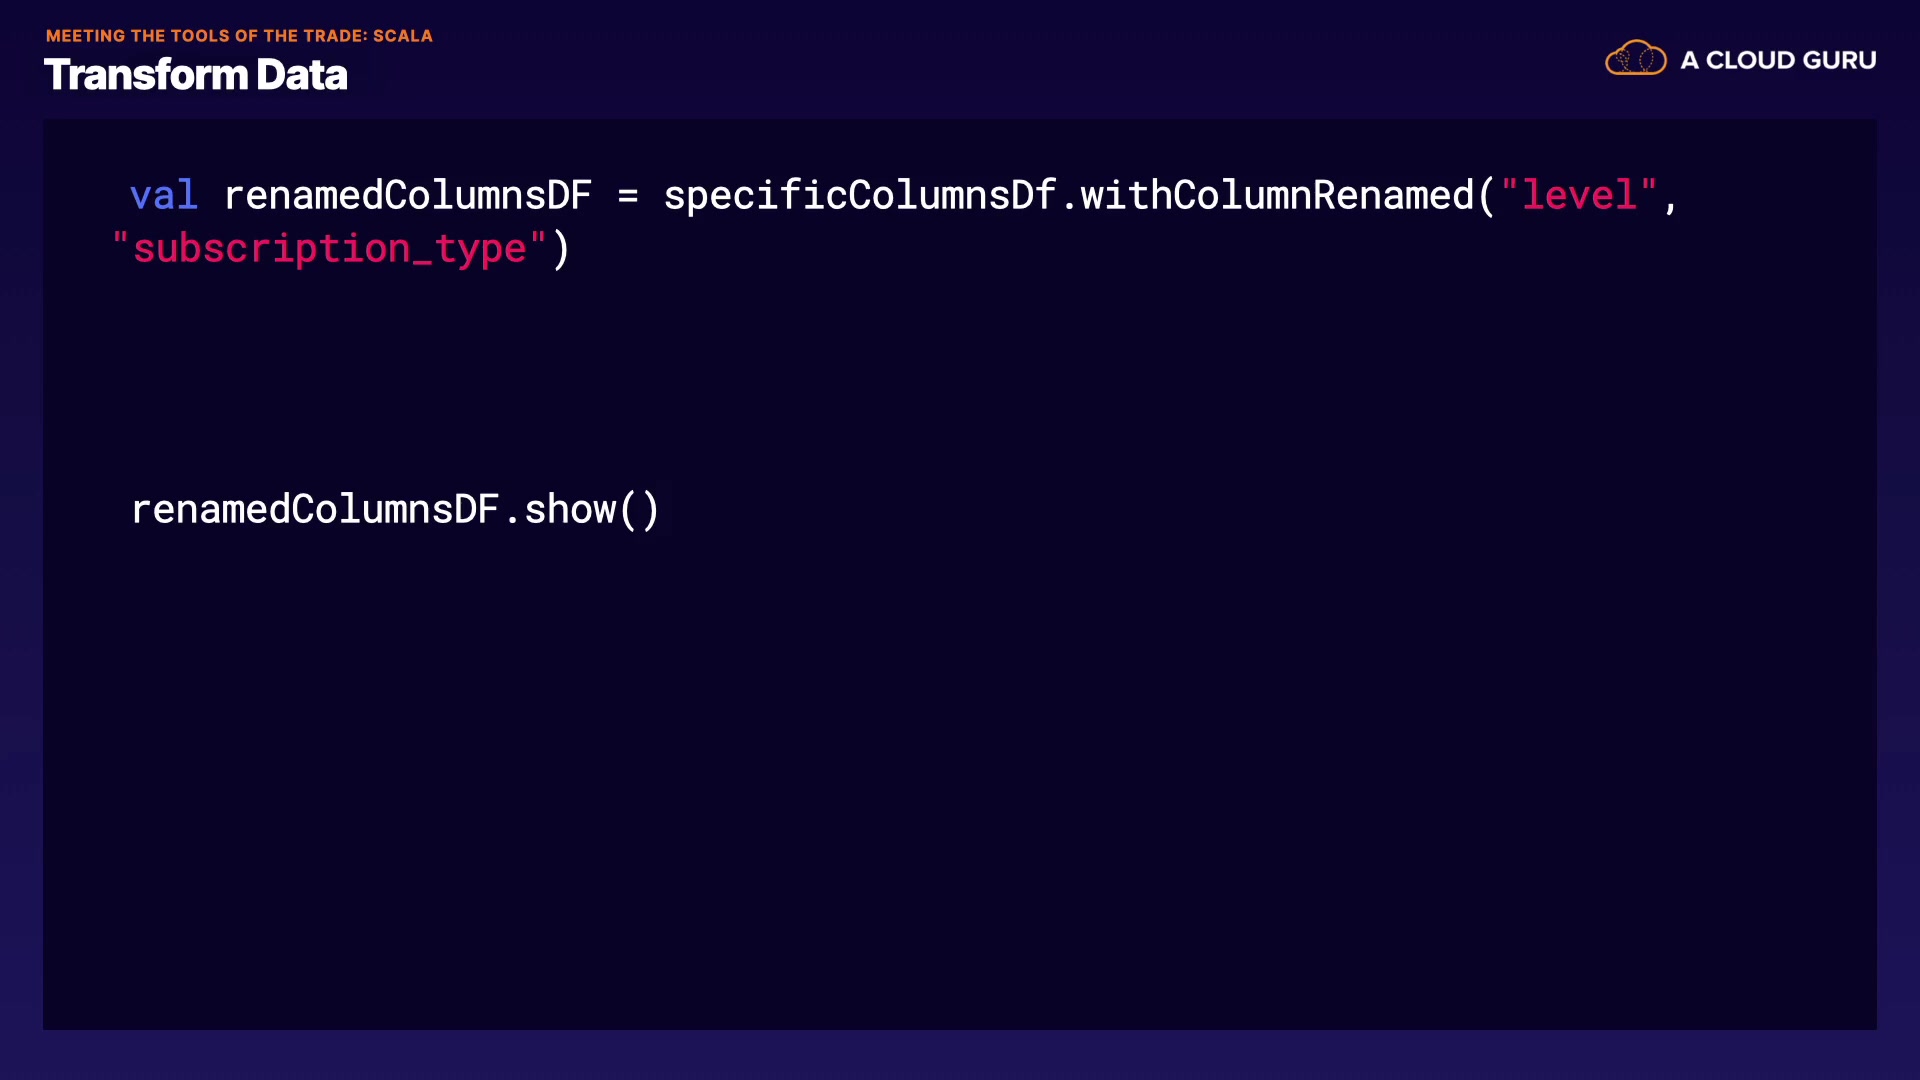 MEETING THE TOOLS OF THE TRADE: SCALA
Transform Data
A CLOUD GURU
val renamedColumnsDF = specificColumnsDf.withColumnRenamed("level",
"subscription_type")
renamedColumnsDF.show()